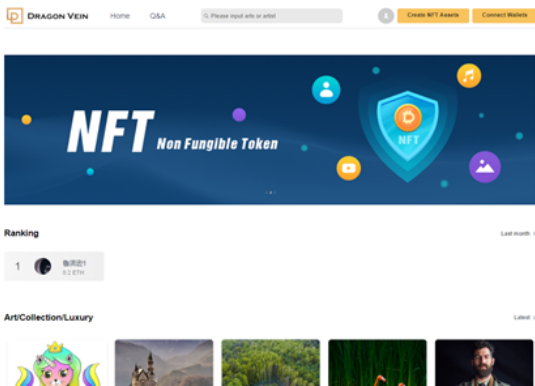 DRAGON VEIN
Home
Q&A
Please input arts or artist
Create NFT Assets
Connect Wallets
NFT Non Fungible Token
NFT
Ranking
Last month
1
0.2 ETH
Art/Collection/Luxury
Latest